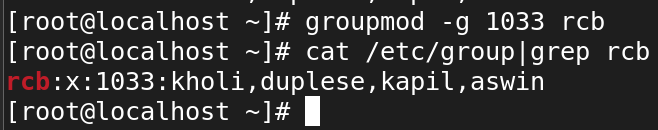 [root@localhost ~]# groupmod -g 1033 rcb
[root@localhost ~]# cat /etc/group|grep rcb
rcb:x:1033:kholi,duplese,kapil,aswin
[root@localhost ~]#